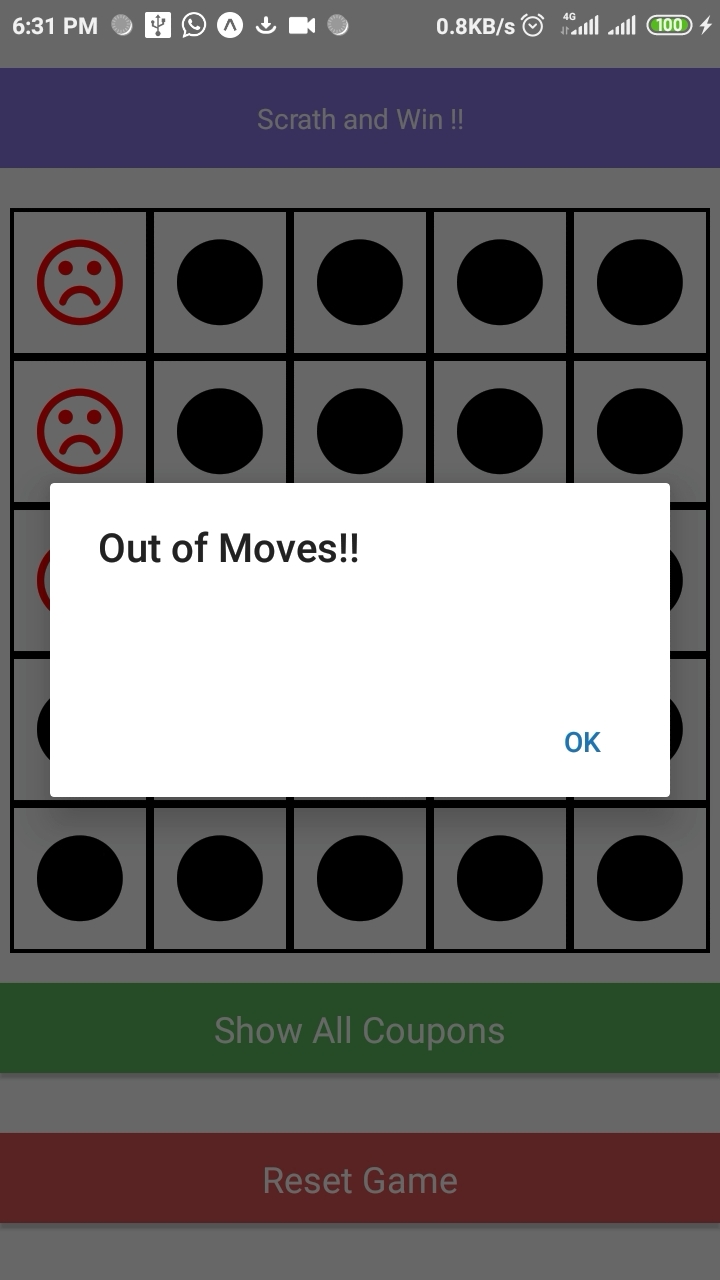 6:31 PM 0.8KB/s 4G 100
Scrath and Win !!
Out of Moves!!
OK
Show All Coupons
Reset Game